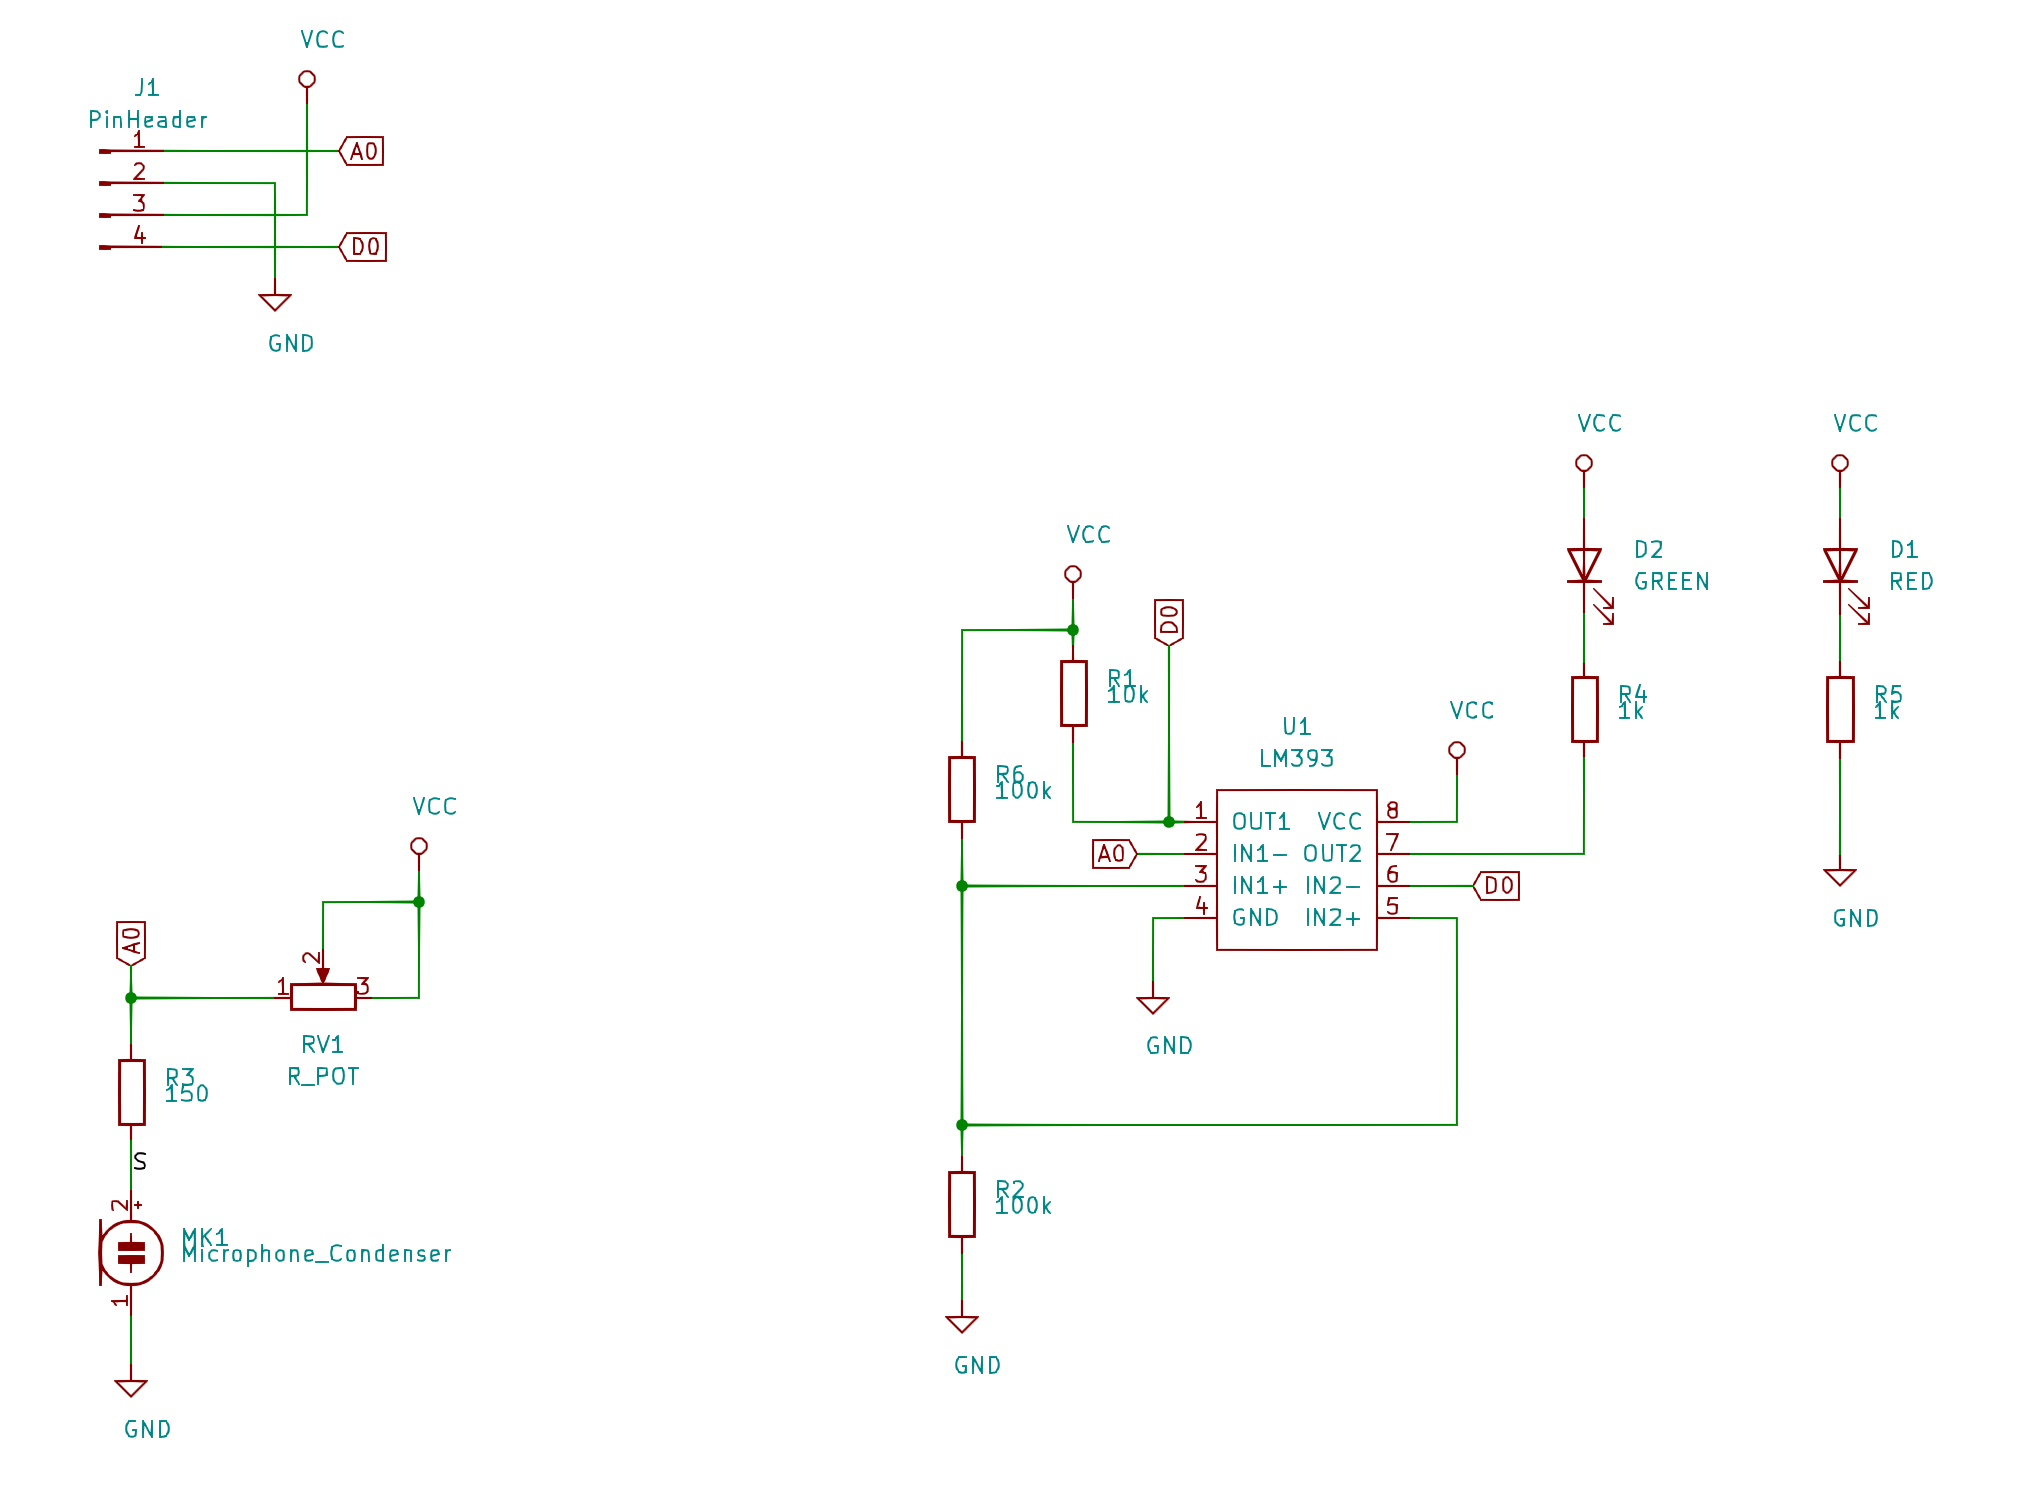 VCC
J1
PinHeader
1
A0
2
3
4
D0
GND
VCC
VCC
D2
GREEN
D1
RED
VCC
D0
R1
10k
R4
1k
R5
1k
VCC
U1
LM393
R6
100k
1 OUT1 VCC 8
A0 2 IN1- OUT2 7
3 IN1+ IN2- 6 D0
4 GND IN2+ 5
GND
GND
VCC
A0
2
1
3
RV1
R_POT
R3
150
S
2 +
MK1
Microphone_Condenser
1
GND
R2
100k
GND